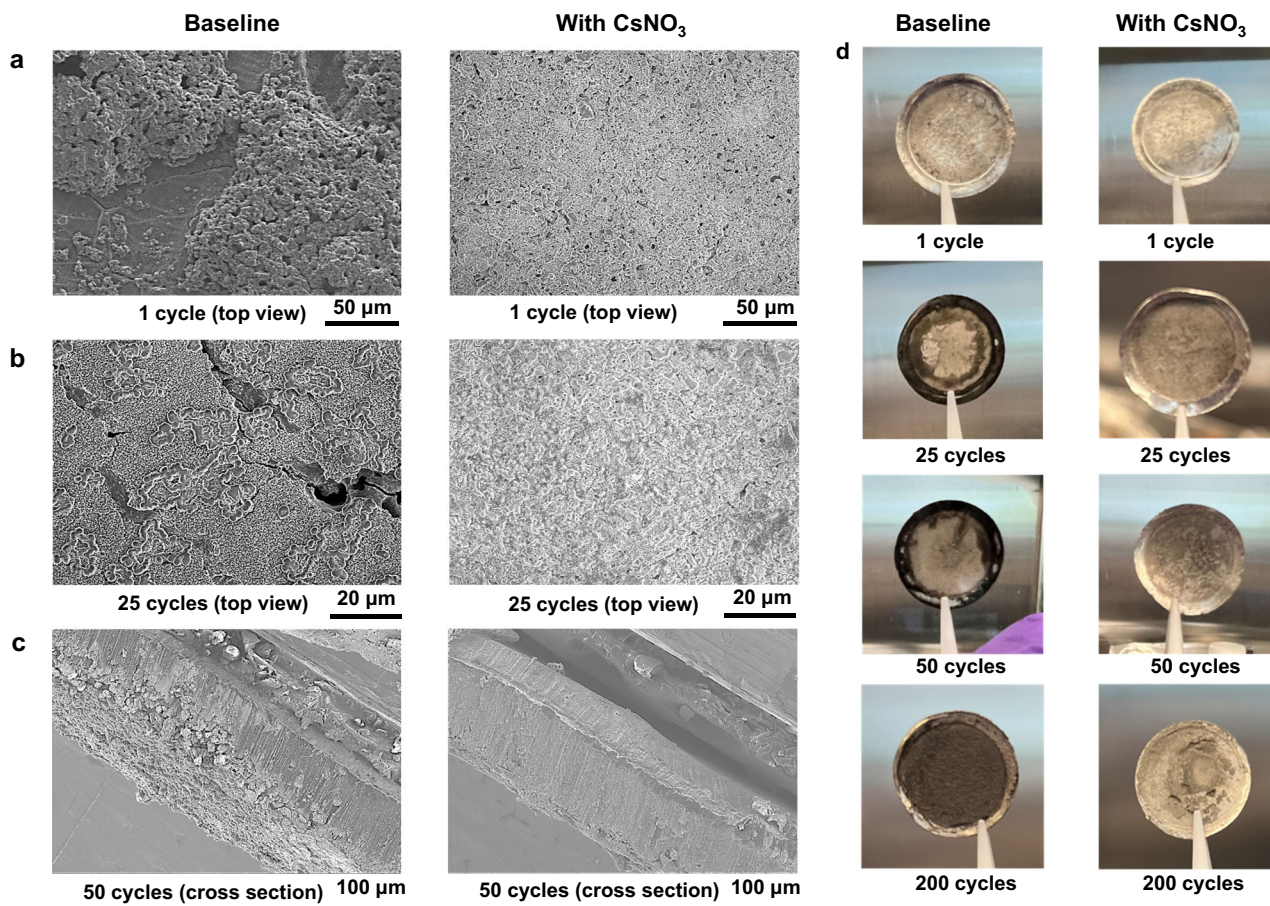 Baseline
With CsNO₃
Baseline
With CsNO₃
a
d
1 cycle (top view)
50 µm
1 cycle (top view)
50 µm
1 cycle
1 cycle
b
25 cycles (top view)
20 µm
25 cycles (top view)
20 µm
25 cycles
25 cycles
c
50 cycles (cross section)
100 µm
50 cycles (cross section)
100 µm
50 cycles
50 cycles
200 cycles
200 cycles